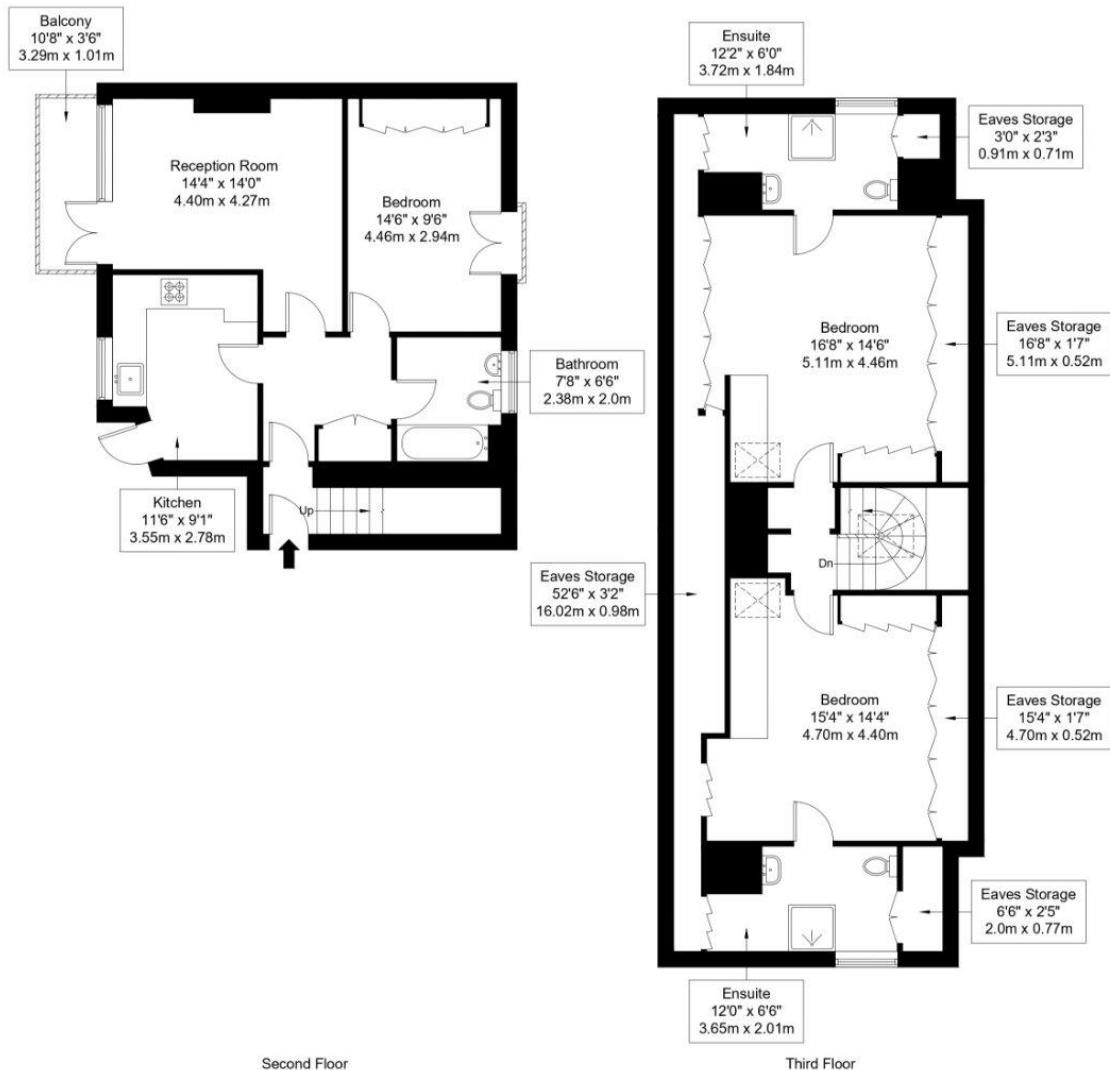 Balcony
10'8" x 3'6"
3.29m x 1.01m
Reception Room
14'4" x 14'0"
4.40m x 4.27m
Bedroom
14'6" x 9'6"
4.46m x 2.94m
Bathroom
7'8" x 6'6"
2.38m x 2.0m
Kitchen
11'6" x 9'1"
3.55m x 2.78m
Up
Second Floor
Ensuite
12'2" x 6'0"
3.72m x 1.84m
Eaves Storage
3'0" x 2'3"
0.91m x 0.71m
Bedroom
16'8" x 14'6"
5.11m x 4.46m
Eaves Storage
16'8" x 1'7"
5.11m x 0.52m
Dn
Eaves Storage
52'6" x 3'2"
16.02m x 0.98m
Bedroom
15'4" x 14'4"
4.70m x 4.40m
Eaves Storage
15'4" x 1'7"
4.70m x 0.52m
Eaves Storage
6'6" x 2'5"
2.0m x 0.77m
Ensuite
12'0" x 6'6"
3.65m x 2.01m
Third Floor